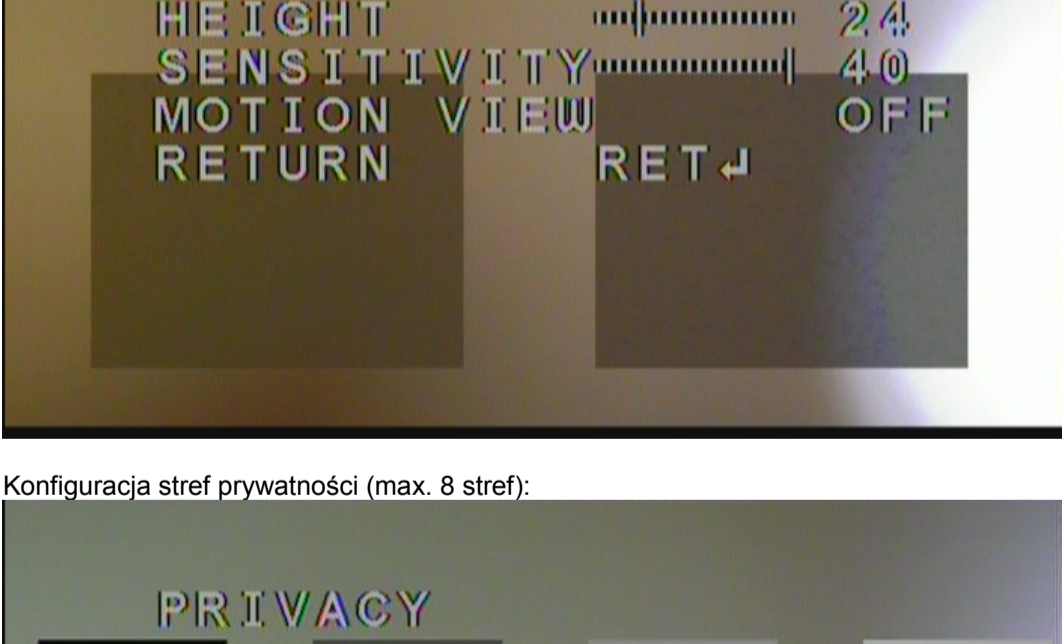 HEIGHT 24
SENSITIVITY 40
MOTION VIEW OFF
RETURN RET↲
Konfiguracja stref prywatności (max. 8 stref):
PRIVACY